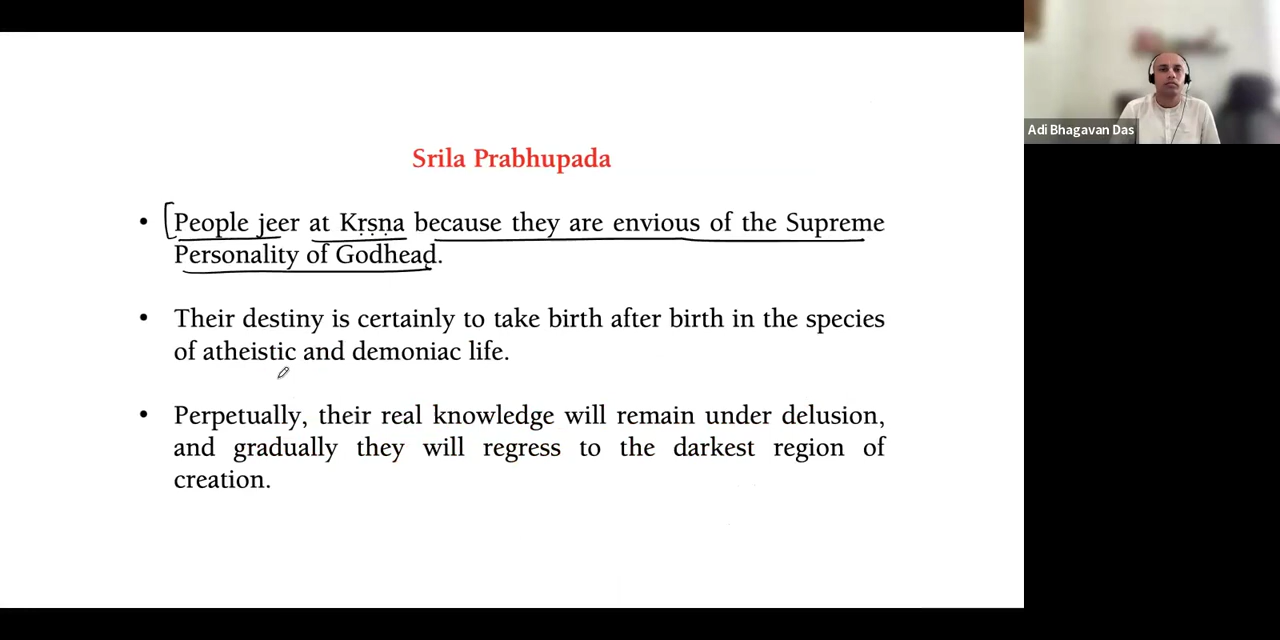 Srila Prabhupada
• People jeer at Kṛṣṇa because they are envious of the Supreme
Personality of Godhead.
• Their destiny is certainly to take birth after birth in the species
of atheistic and demoniac life.
• Perpetually, their real knowledge will remain under delusion,
and gradually they will regress to the darkest region of
creation.
Adi Bhagavan Das